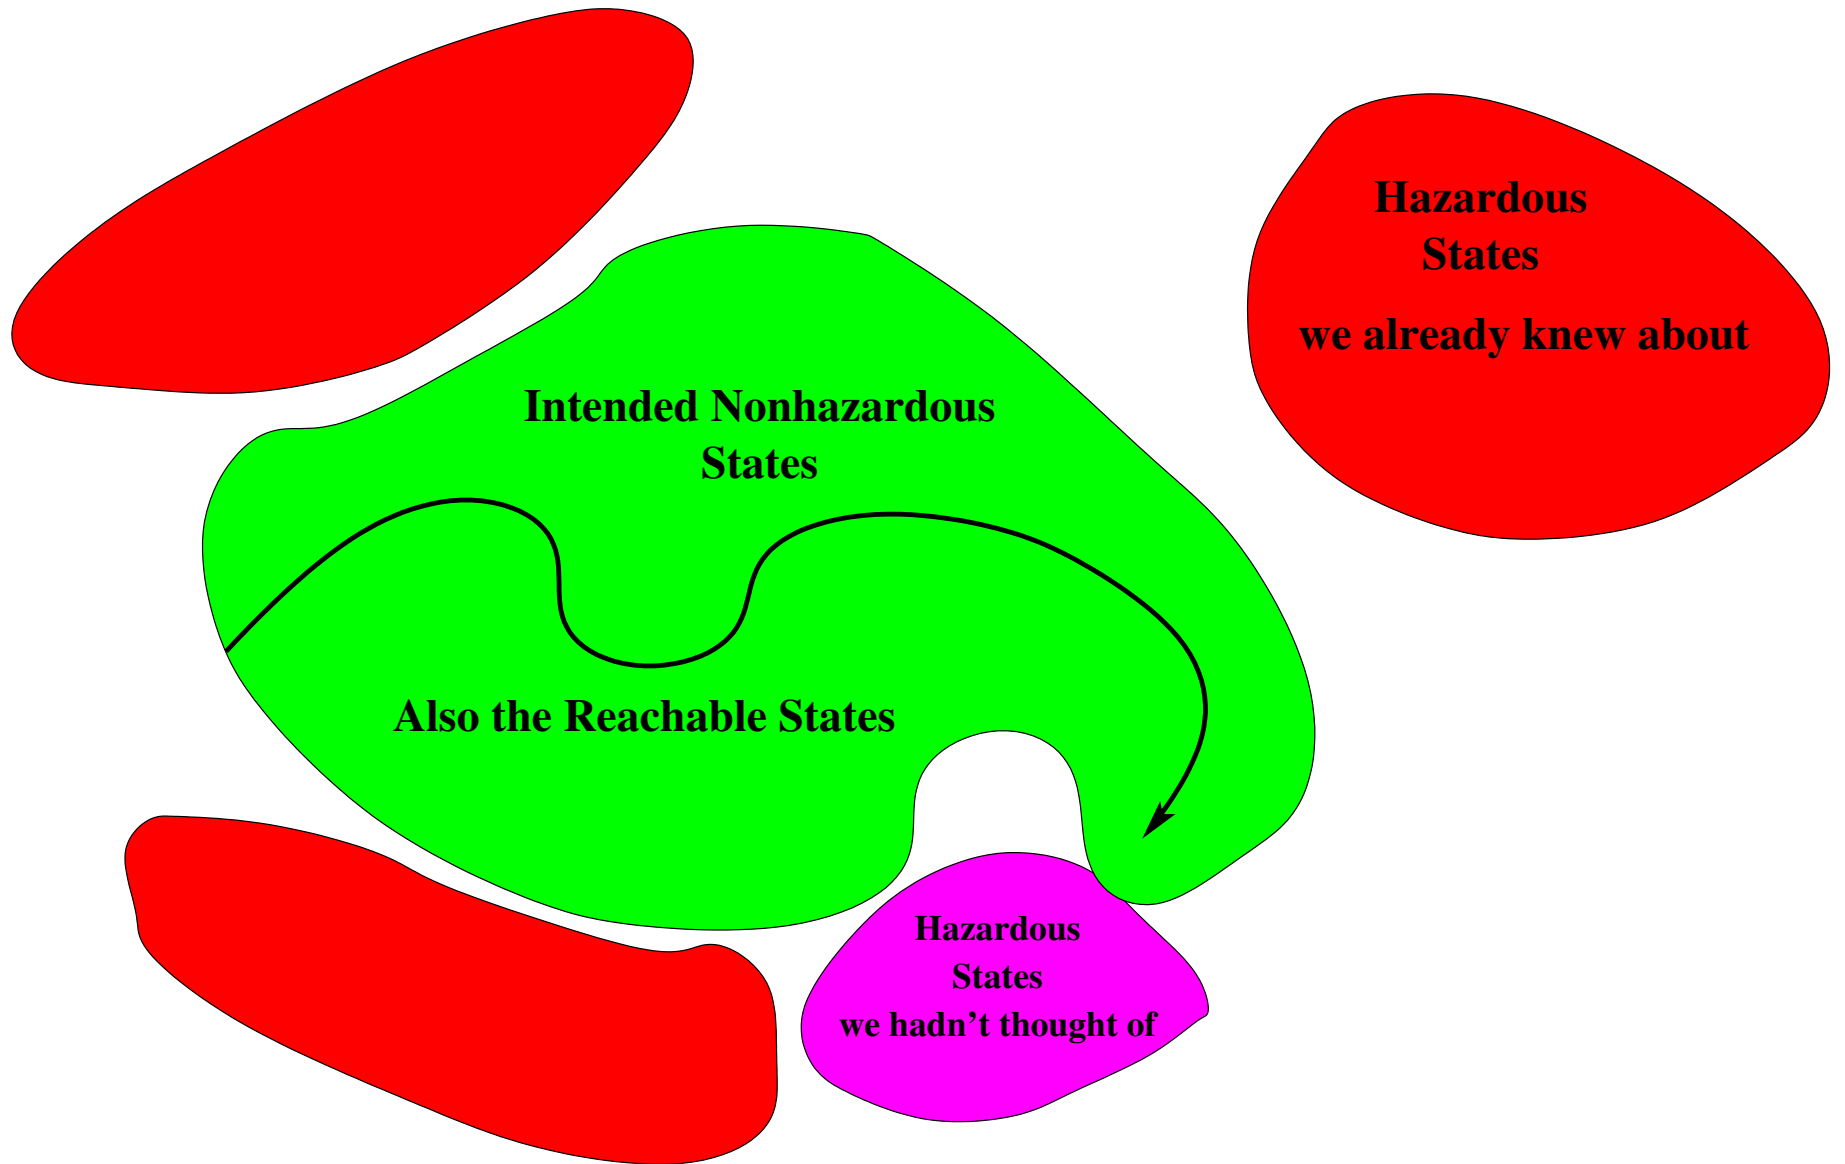 Hazardous
States
we already knew about
Intended Nonhazardous
States
Also the Reachable States
Hazardous
States
we hadn't thought of